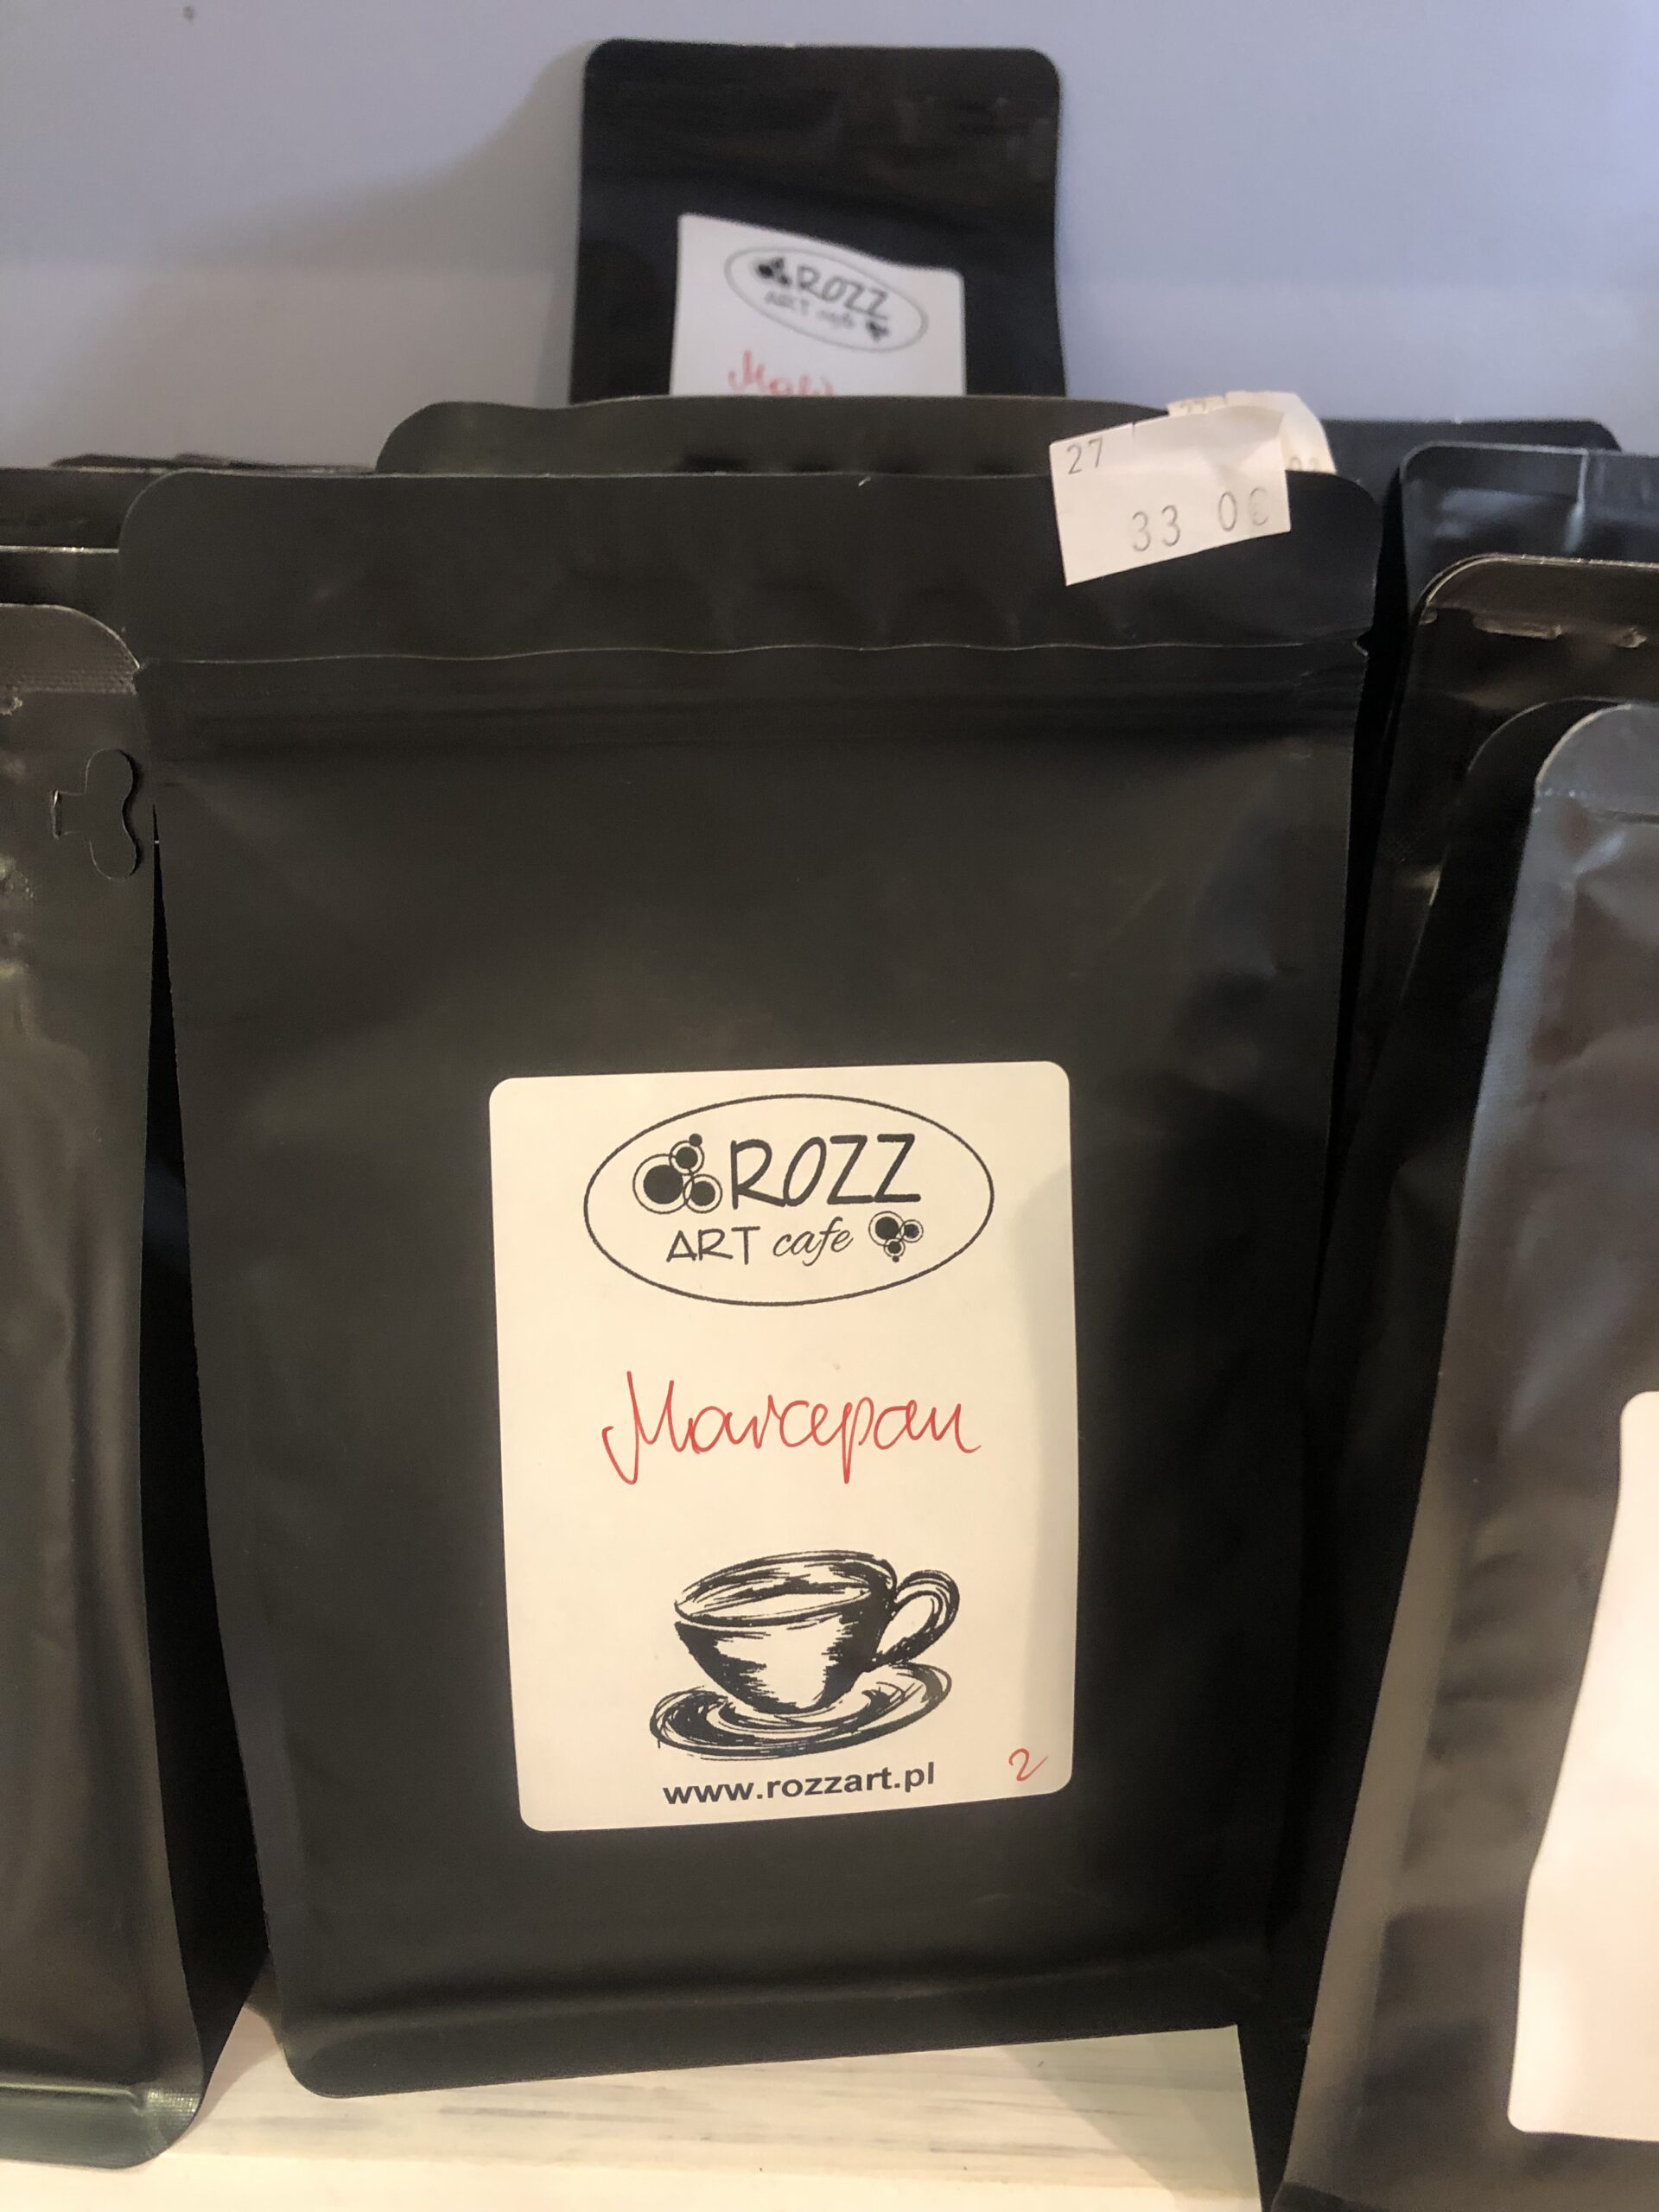 ROZZ
ART cafe
27
33 00
ROZZ
ART cafe
Marcepan
www.rozzart.pl
2